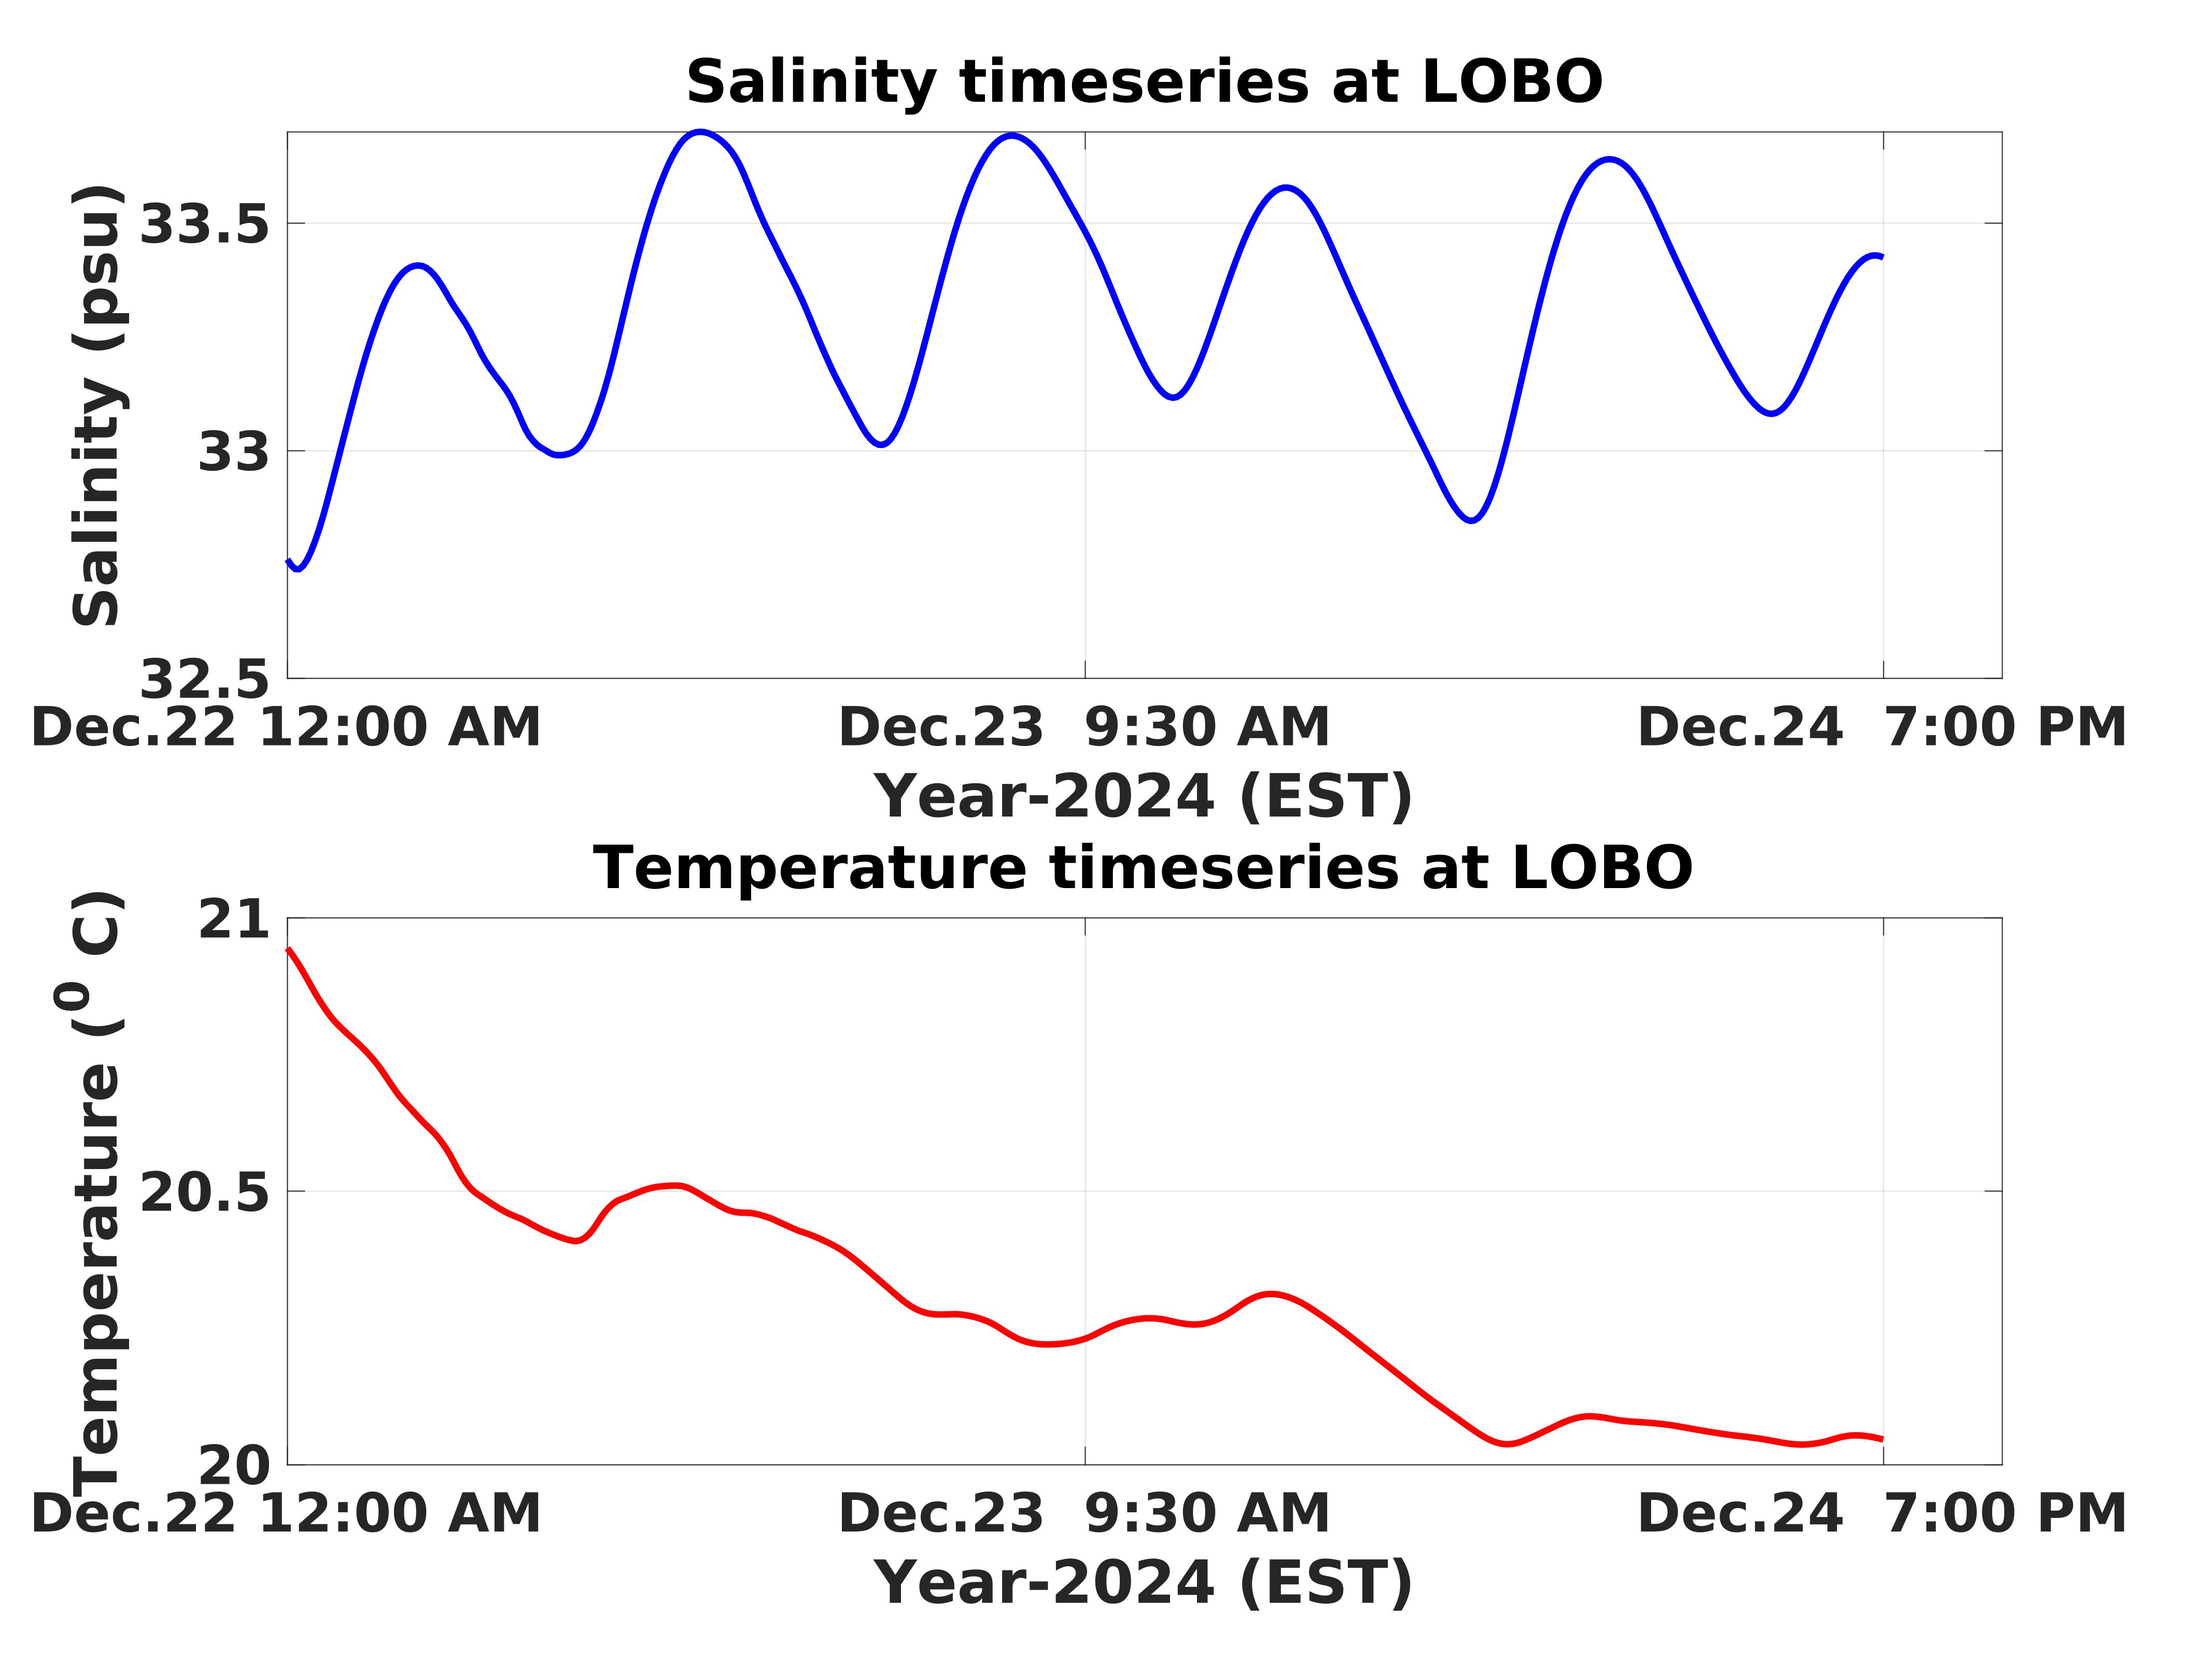 Salinity timeseries at LOBO
Salinity (psu)
33.5
33
32.5
Dec.22 12:00 AM Dec.23  9:30 AM Dec.24  7:00 PM
Year-2024 (EST)
Temperature timeseries at LOBO
Temperature (⁰ C)
21
20.5
20
Dec.22 12:00 AM Dec.23  9:30 AM Dec.24  7:00 PM
Year-2024 (EST)